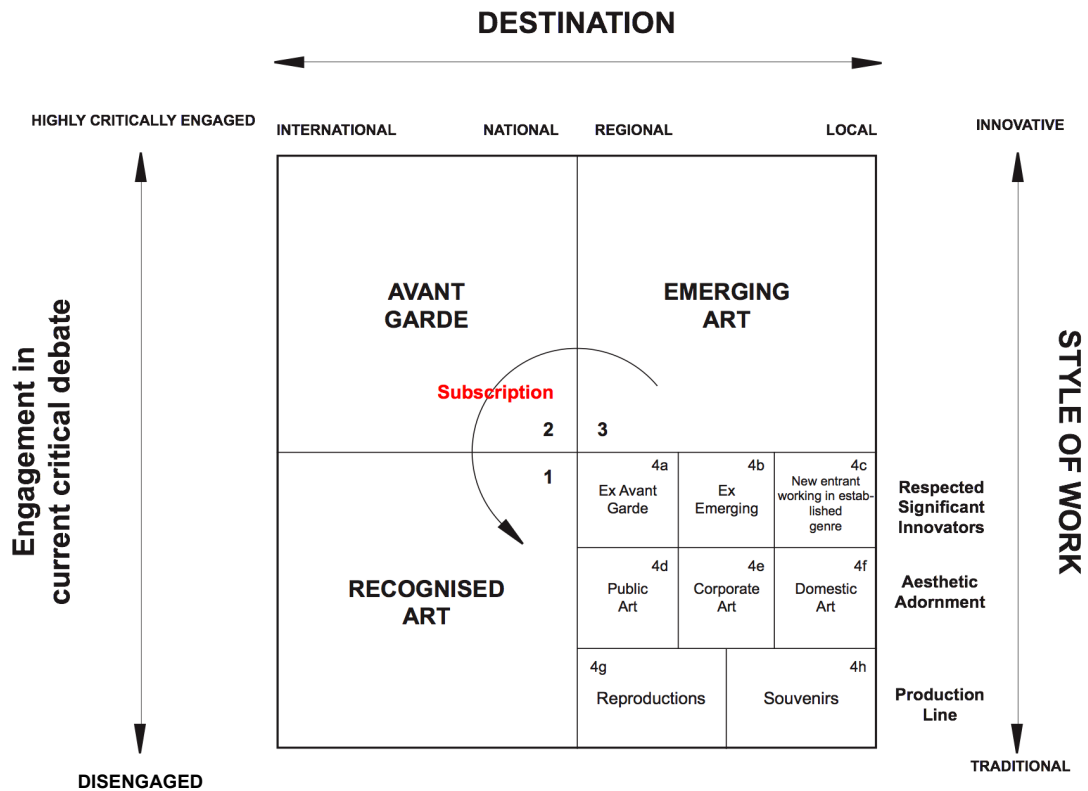 DESTINATION
HIGHLY CRITICALLY ENGAGED
INTERNATIONAL
NATIONAL
REGIONAL
LOCAL
INNOVATIVE
Engagement in
current critical debate
AVANT
GARDE
EMERGING
ART
Subscription
2
3
STYLE OF WORK
1
4a
Ex Avant
Garde
4b
Ex
Emerging
4c
New entrant
working in estab-
lished
genre
Respected
Significant
Innovators
RECOGNISED
ART
4d
Public
Art
4e
Corporate
Art
4f
Domestic
Art
Aesthetic
Adornment
4g
Reproductions
4h
Souvenirs
Production
Line
DISENGAGED
TRADITIONAL